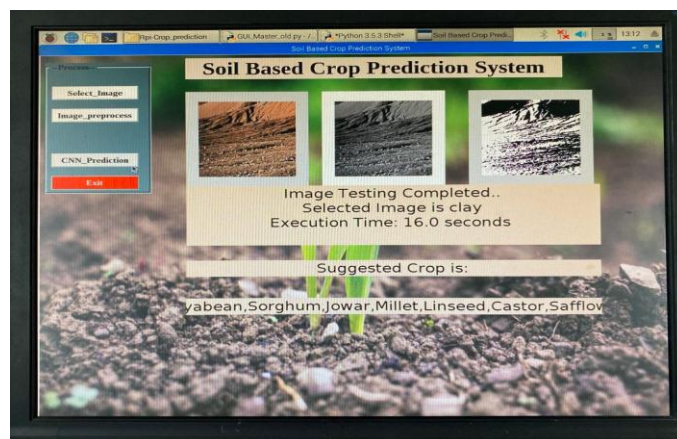 Rpi-Crop_prediction
GUI_Master_old.py - /...
*Python 3.5.3 Shell*
Soil Based Crop Predi...
13:12
Soil Based Crop Prediction System
Process
Soil Based Crop Prediction System
Select_Image
Image_preprocess
CNN_Prediction
Exit
Image Testing Completed..
Selected Image is clay
Execution Time: 16.0 seconds
Suggested Crop is:
yabean,Sorghum,Jowar,Millet,Linseed,Castor,Safflow